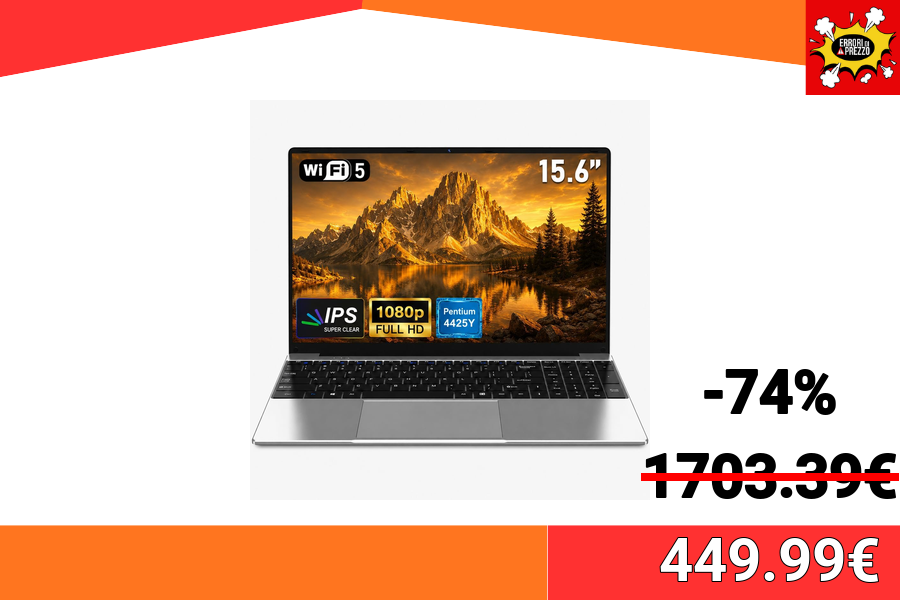 ERRORI DI
PREZZO
WiFi 5
15.6”
IPS
SUPER CLEAR
1080p
FULL HD
Pentium
4425Y
-74%
1703.39€
449.99€